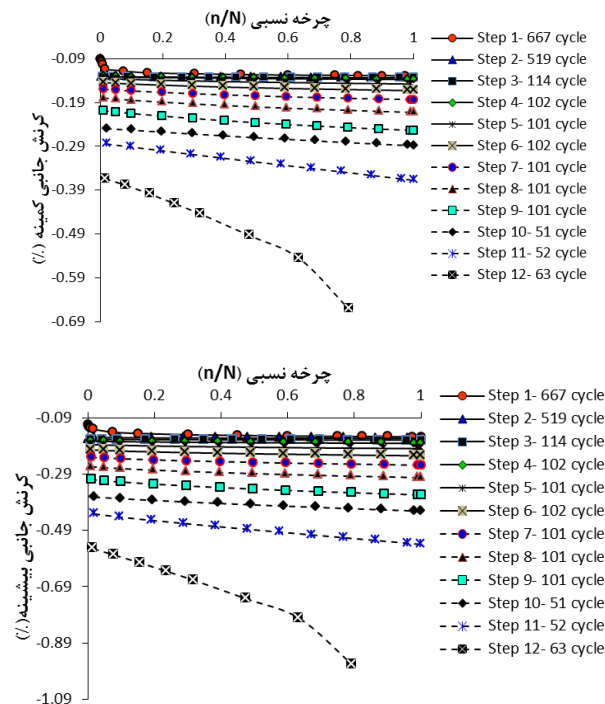 چرخه نسبی (n/N)
0 0.2 0.4 0.6 0.8 1
-0.09
-0.19
-0.29
-0.39
-0.49
-0.59
-0.69
کرنش جانبی کمینه (٪)
Step 1- 667 cycle
Step 2- 519 cycle
Step 3- 114 cycle
Step 4- 102 cycle
Step 5- 101 cycle
Step 6- 102 cycle
Step 7- 101 cycle
Step 8- 101 cycle
Step 9- 101 cycle
Step 10- 51 cycle
Step 11- 52 cycle
Step 12- 63 cycle
چرخه نسبی (n/N)
0 0.2 0.4 0.6 0.8 1
-0.09
-0.29
-0.49
-0.69
-0.89
-1.09
کرنش جانبی بیشینه (٪)
Step 1- 667 cycle
Step 2- 519 cycle
Step 3- 114 cycle
Step 4- 102 cycle
Step 5- 101 cycle
Step 6- 102 cycle
Step 7- 101 cycle
Step 8- 101 cycle
Step 9- 101 cycle
Step 10- 51 cycle
Step 11- 52 cycle
Step 12- 63 cycle